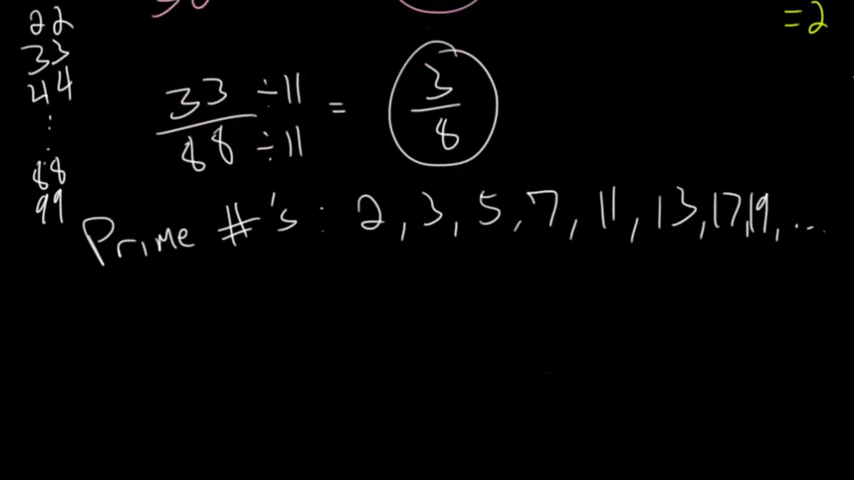 22
33
44
:
88
99
= 2
33 ÷ 11 = 3
88 ÷ 11 8
Prime #'s : 2, 3, 5, 7, 11, 13, 17, 19, ...